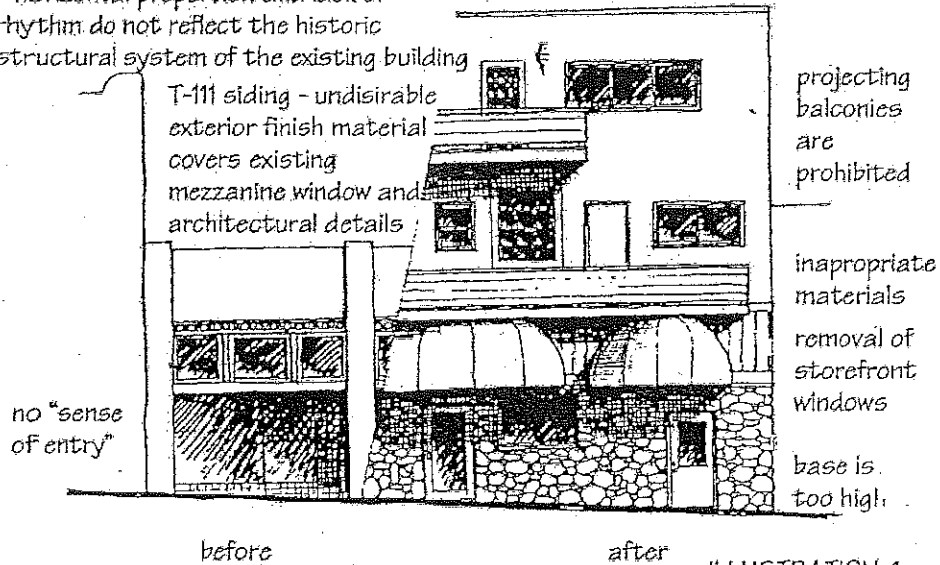 rhythm do not reflect the historic
structural system of the existing building
T-111 siding - undisirable
exterior finish material
covers existing
mezzanine window and
architectural details
no "sense
of entry"
projecting
balconies
are
prohibited
inapropriate
materials
removal of
storefront
windows
base is
too high
before
after